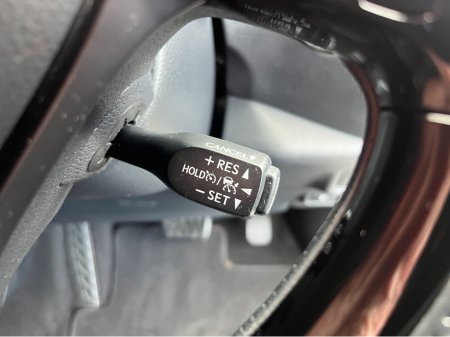 CANCEL
+ RES ▲
HOLD / ◄
− SET ▼